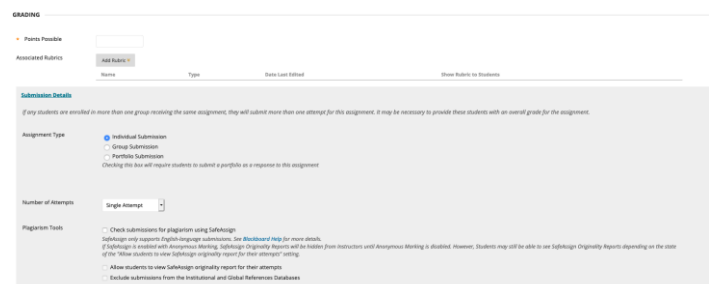 GRADING
Points Possible
Associated Rubrics
Add Rubric
Name Type Date Last Edited Show Rubric to Students
Submission Details
If any students are enrolled in more than one group receiving the same assignment, they will submit more than one attempt for this assignment. It may be necessary to provide these students with an overall grade for the assignment.
Assignment Type
Individual Submission
Group Submission
Portfolio Submission
Checking this box will require students to submit a portfolio as a response to this assignment
Number of Attempts
Single Attempt
Plagiarism Tools
Check submissions for plagiarism using SafeAssign
SafeAssign only supports English-language submissions. See Blackboard Help for more details.
If SafeAssign is enabled with Anonymous Marking, SafeAssign Originality Reports will be hidden from instructors until Anonymous Marking is disabled. However, Students may still be able to see SafeAssign Originality Reports depending on the state
of the "Allow students to view SafeAssign originality report for their attempts" setting.
Allow students to view SafeAssign originality report for their attempts
Exclude submissions from the Institutional and Global References Databases